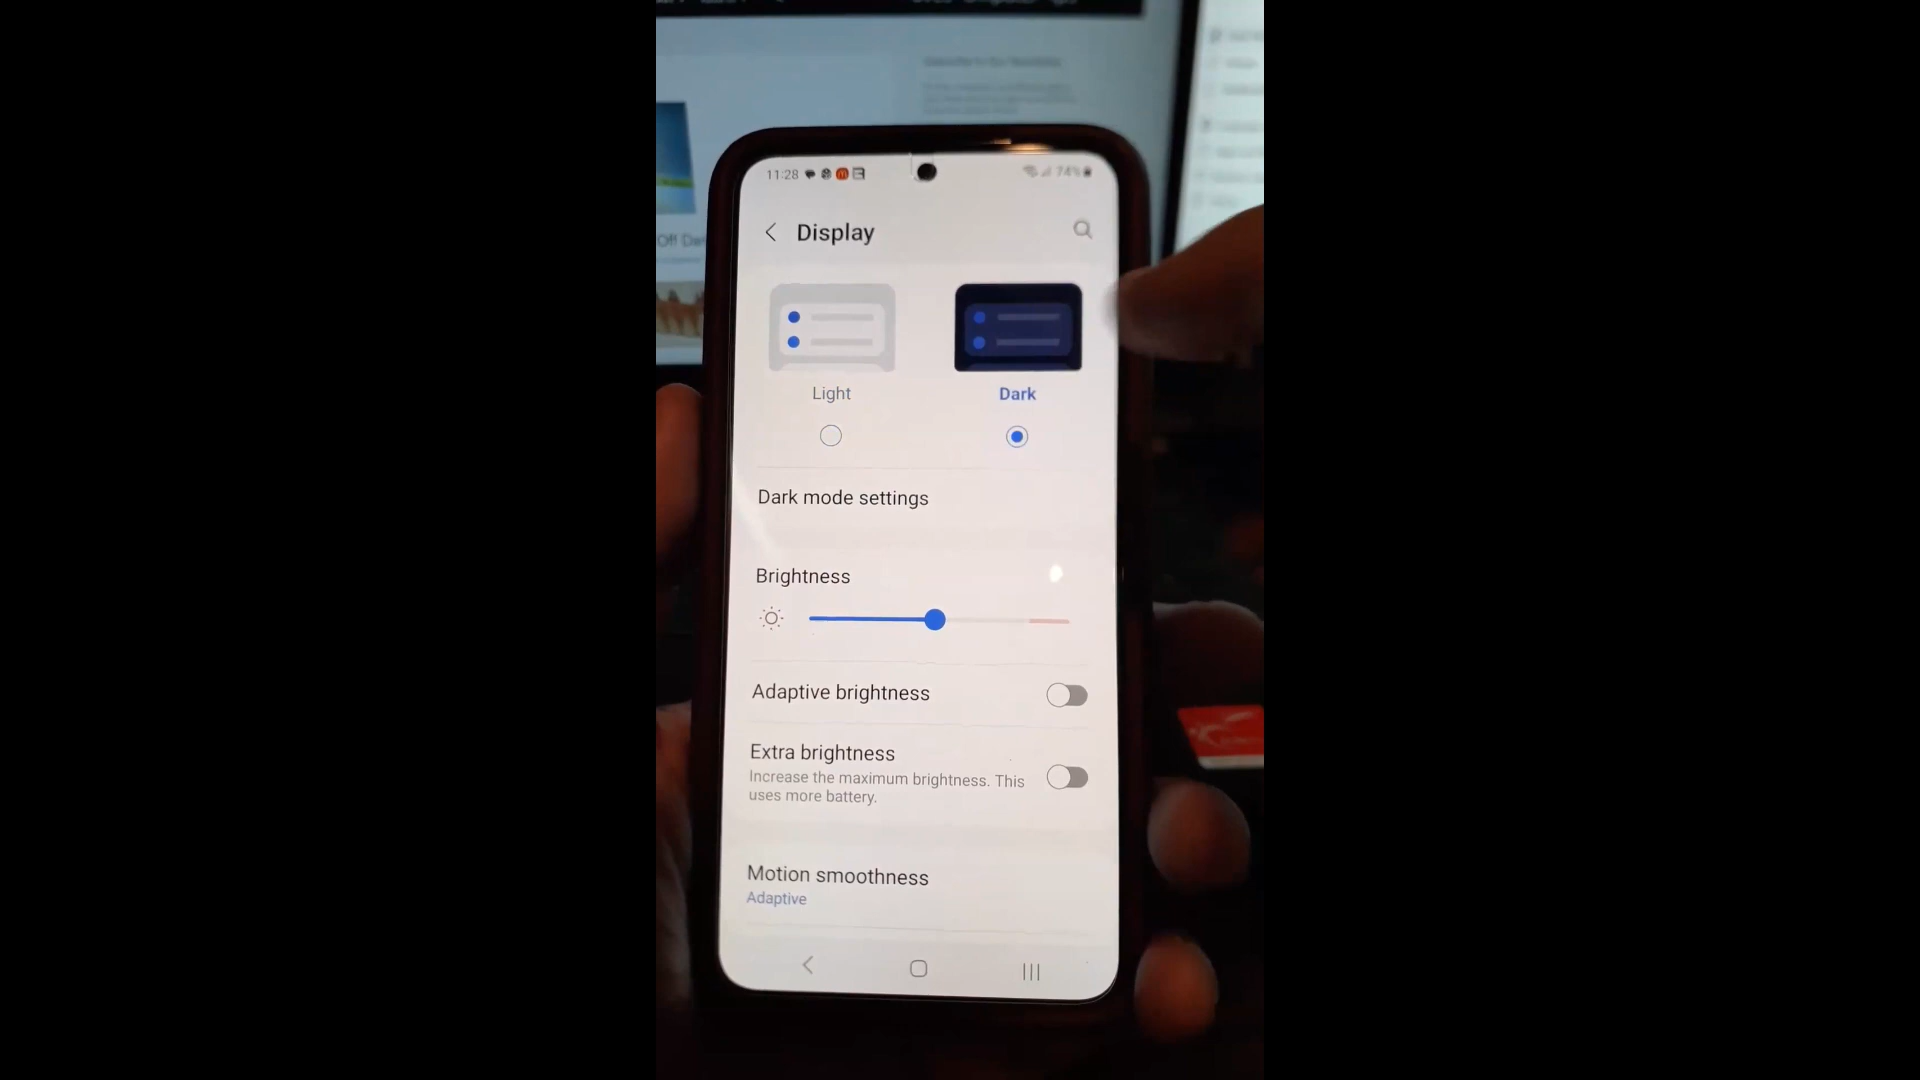 11:28
74%
Display
Light
Dark
Dark mode settings
Brightness
Adaptive brightness
Extra brightness
Increase the maximum brightness. This
uses more battery.
Motion smoothness
Adaptive